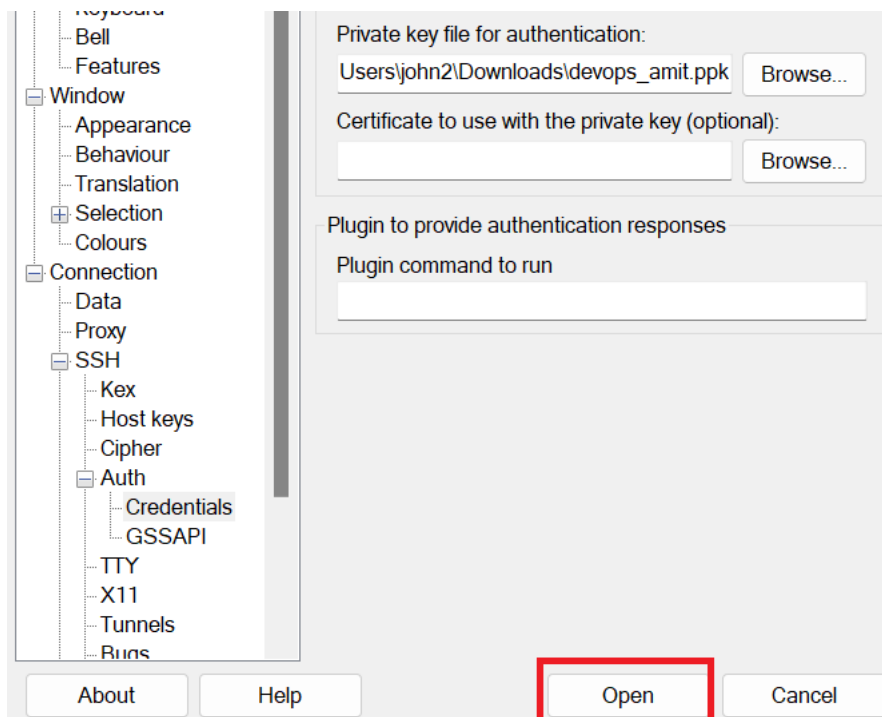 Keyboard
Bell
Features
Window
Appearance
Behaviour
Translation
Selection
Colours
Connection
Data
Proxy
SSH
Kex
Host keys
Cipher
Auth
Credentials
GSSAPI
TTY
X11
Tunnels
Bugs
Private key file for authentication:
Users\john2\Downloads\devops_amit.ppk Browse...
Certificate to use with the private key (optional):
Browse...
Plugin to provide authentication responses
Plugin command to run
About Help Open Cancel